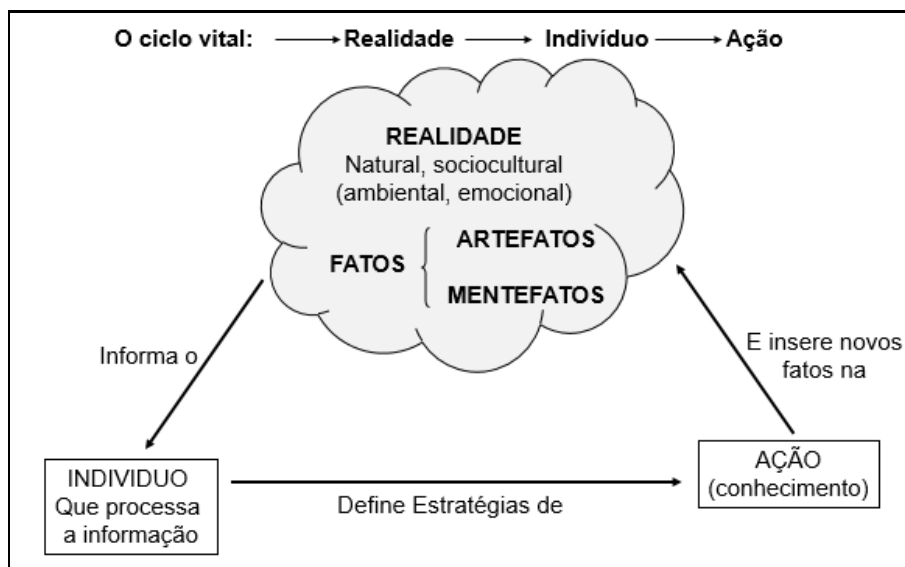 O ciclo vital: Realidade Indivíduo Ação
REALIDADE
Natural, sociocultural
(ambiental, emocional)
ARTEFATOS
FATOS
MENTEFATOS
Informa o
E insere novos
fatos na
INDIVIDUO
Que processa
a informação
Define Estratégias de
AÇÃO
(conhecimento)